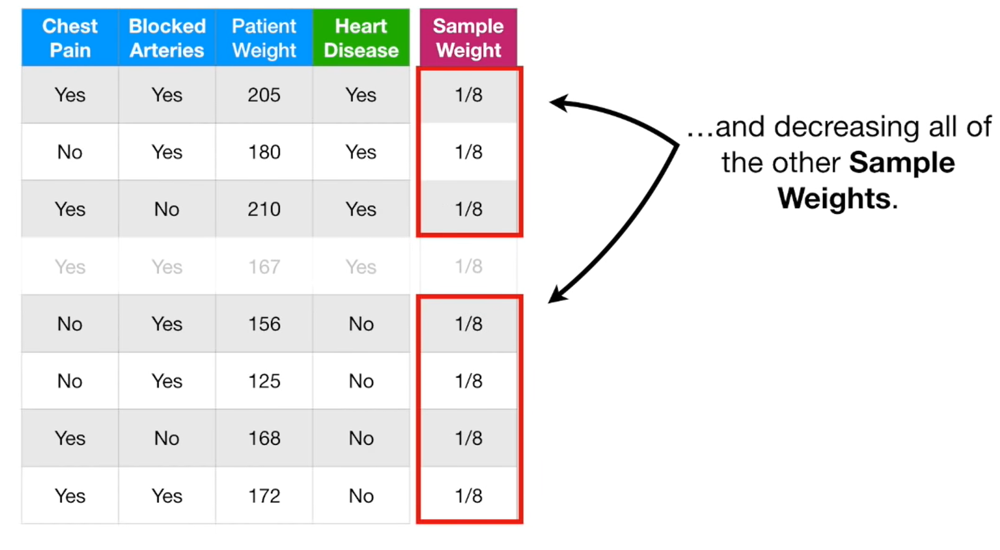 Chest Pain Blocked Arteries Patient Weight Heart Disease Sample Weight
Yes Yes 205 Yes 1/8
No Yes 180 Yes 1/8
Yes No 210 Yes 1/8
Yes Yes 167 Yes 1/8
No Yes 156 No 1/8
No Yes 125 No 1/8
Yes No 168 No 1/8
Yes Yes 172 No 1/8
…and decreasing all of
the other Sample
Weights.